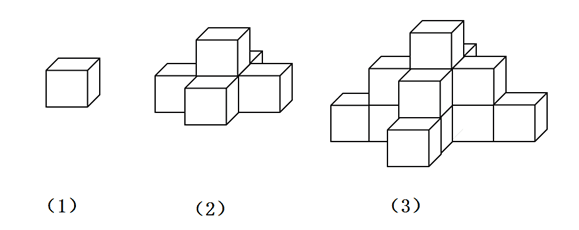 （1） （2） （3）